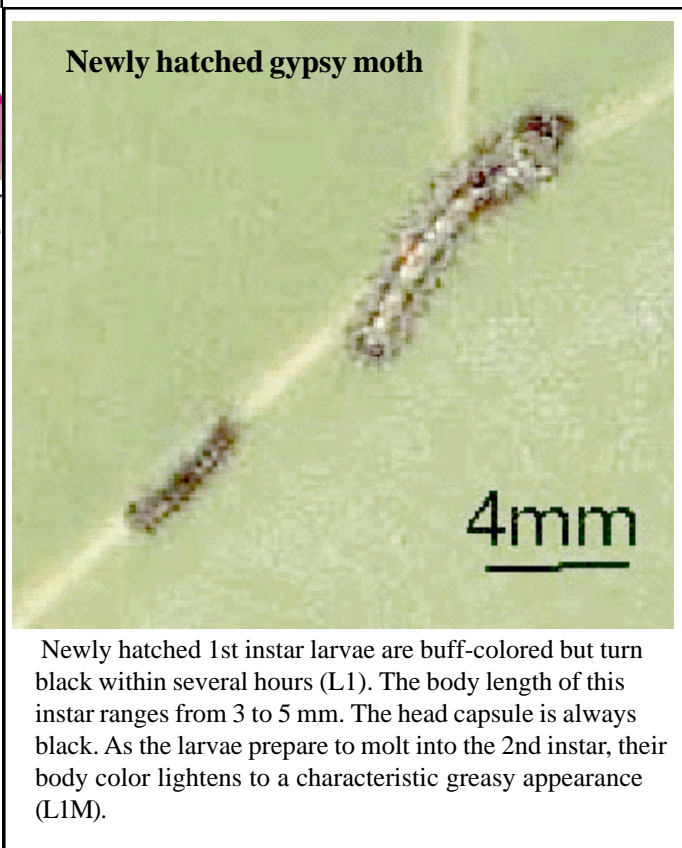 Newly hatched gypsy moth
4mm
Newly hatched 1st instar larvae are buff-colored but turn
black within several hours (L1). The body length of this
instar ranges from 3 to 5 mm. The head capsule is always
black. As the larvae prepare to molt into the 2nd instar, their
body color lightens to a characteristic greasy appearance
(L1M).